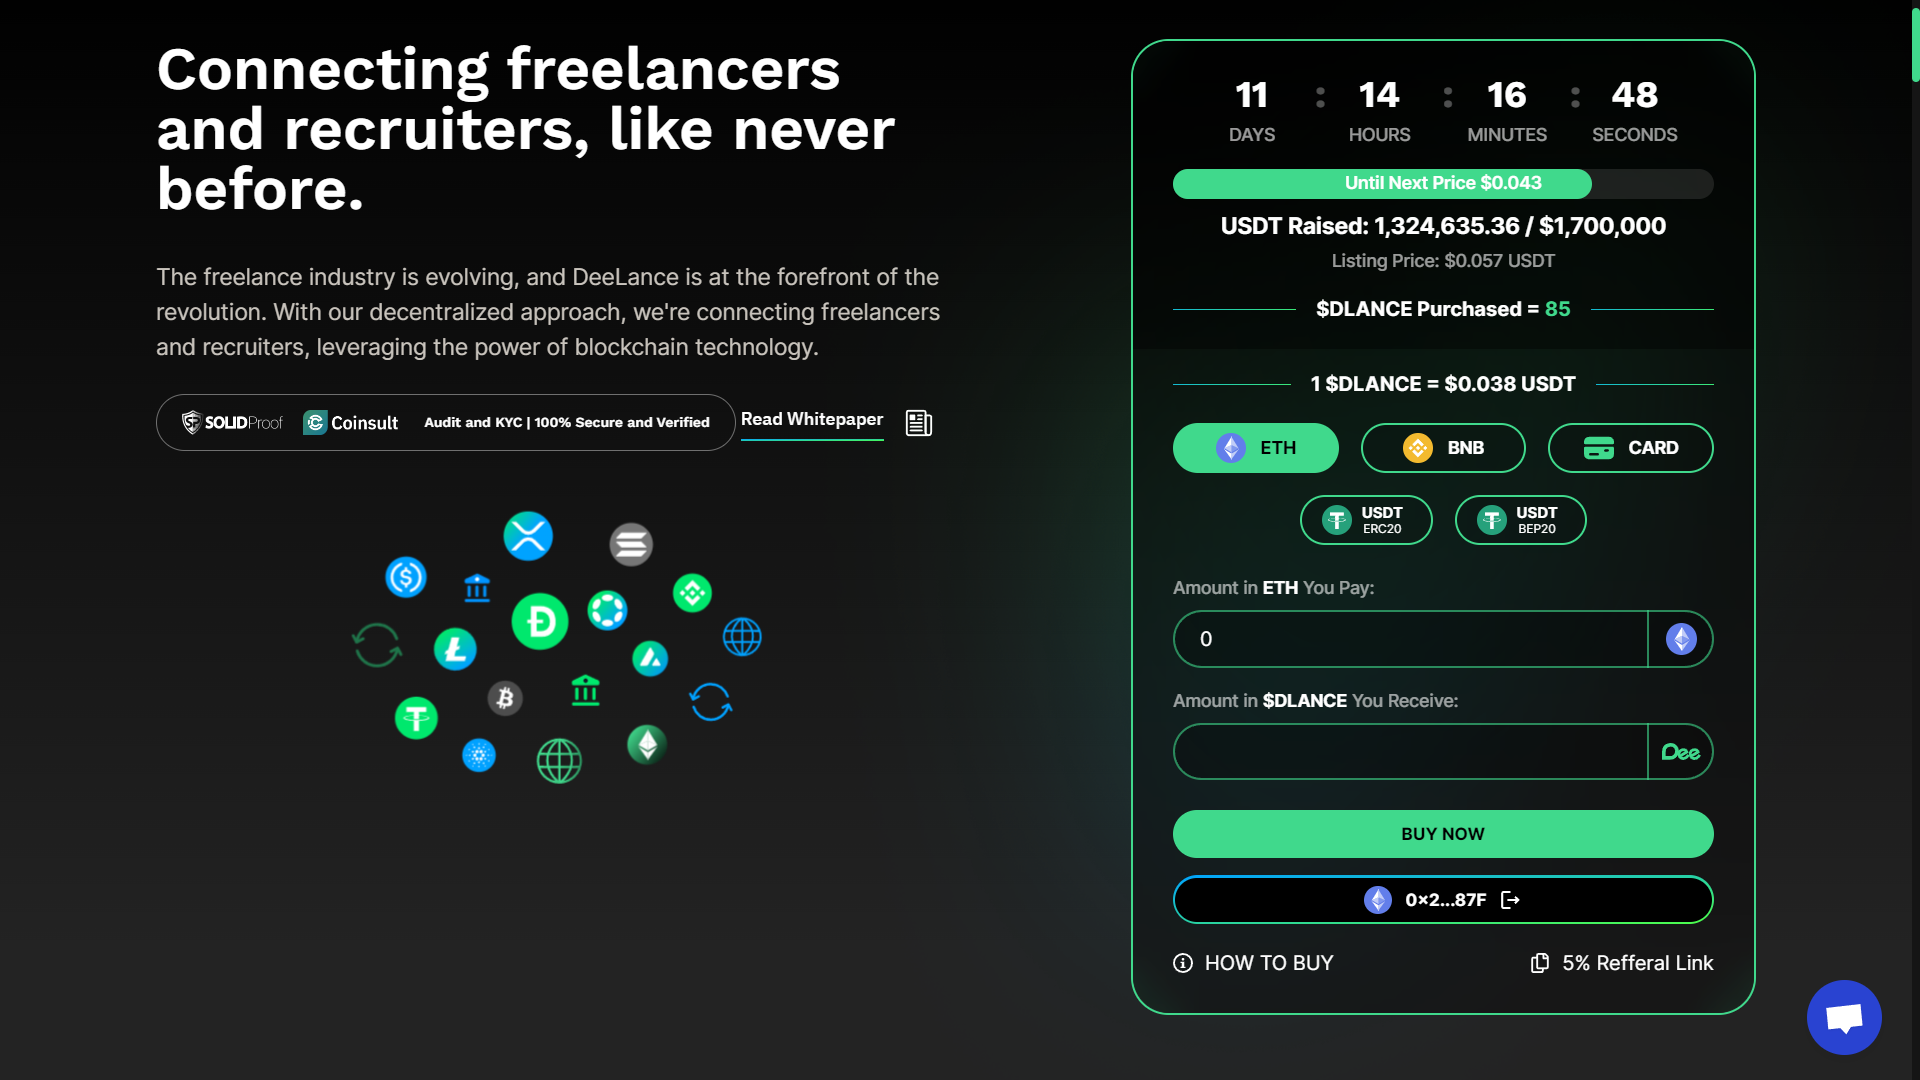 Connecting freelancers
and recruiters, like never
before.
The freelance industry is evolving, and DeeLance is at the forefront of the
revolution. With our decentralized approach, we're connecting freelancers
and recruiters, leveraging the power of blockchain technology.
SOLIDProof Coinsult Audit and KYC | 100% Secure and Verified
Read Whitepaper
11 : 14 : 16 : 48
DAYS HOURS MINUTES SECONDS
Until Next Price $0.043
USDT Raised: 1,324,635.36 / $1,700,000
Listing Price: $0.057 USDT
$DLANCE Purchased = 85
1 $DLANCE = $0.038 USDT
ETH BNB CARD
USDT ERC20 USDT BEP20
Amount in ETH You Pay:
0
Amount in $DLANCE You Receive:
Dee
BUY NOW
0x2...87F
HOW TO BUY 5% Refferal Link